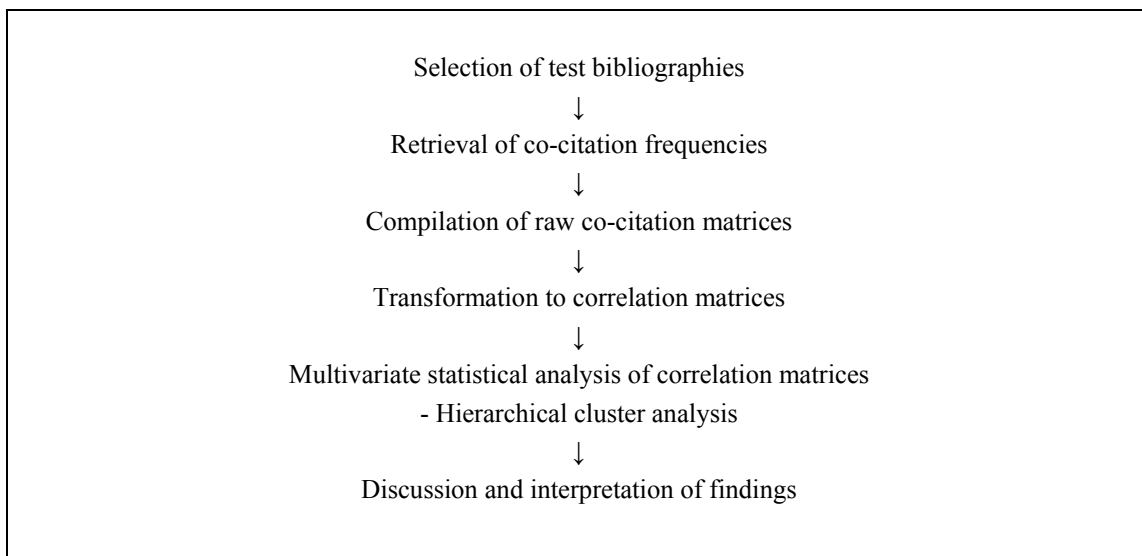 Selection of test bibliographies
↓
Retrieval of co-citation frequencies
↓
Compilation of raw co-citation matrices
↓
Transformation to correlation matrices
↓
Multivariate statistical analysis of correlation matrices
- Hierarchical cluster analysis
↓
Discussion and interpretation of findings